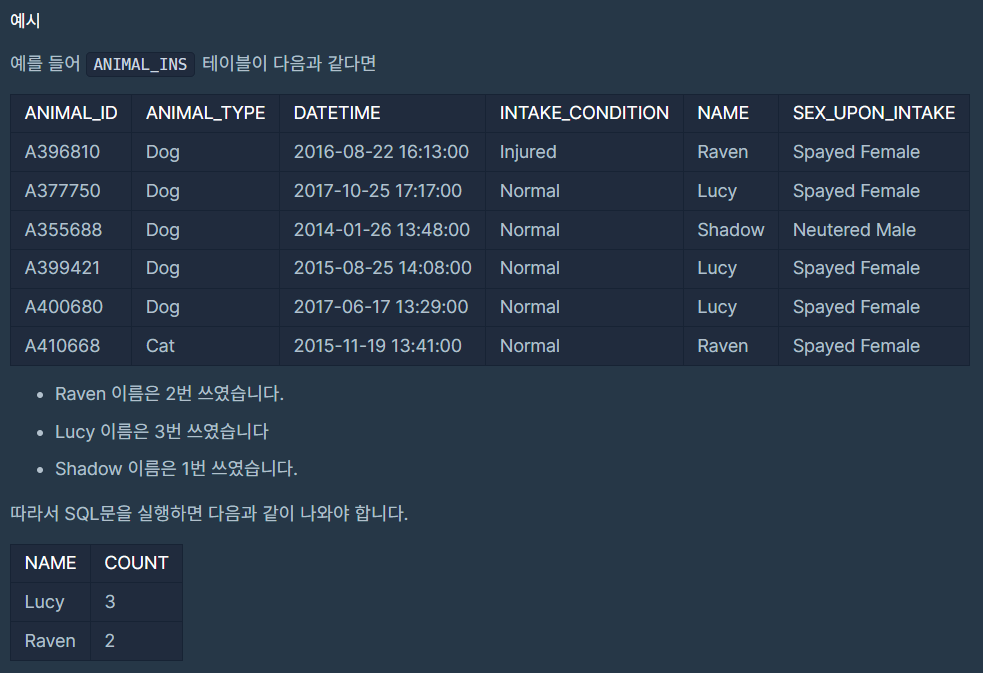 예시
예를 들어 ANIMAL_INS 테이블이 다음과 같다면
ANIMAL_ID ANIMAL_TYPE DATETIME INTAKE_CONDITION NAME SEX_UPON_INTAKE
A396810 Dog 2016-08-22 16:13:00 Injured Raven Spayed Female
A377750 Dog 2017-10-25 17:17:00 Normal Lucy Spayed Female
A355688 Dog 2014-01-26 13:48:00 Normal Shadow Neutered Male
A399421 Dog 2015-08-25 14:08:00 Normal Lucy Spayed Female
A400680 Dog 2017-06-17 13:29:00 Normal Lucy Spayed Female
A410668 Cat 2015-11-19 13:41:00 Normal Raven Spayed Female
• Raven 이름은 2번 쓰였습니다.
• Lucy 이름은 3번 쓰였습니다
• Shadow 이름은 1번 쓰였습니다.
따라서 SQL문을 실행하면 다음과 같이 나와야 합니다.
NAME COUNT
Lucy 3
Raven 2